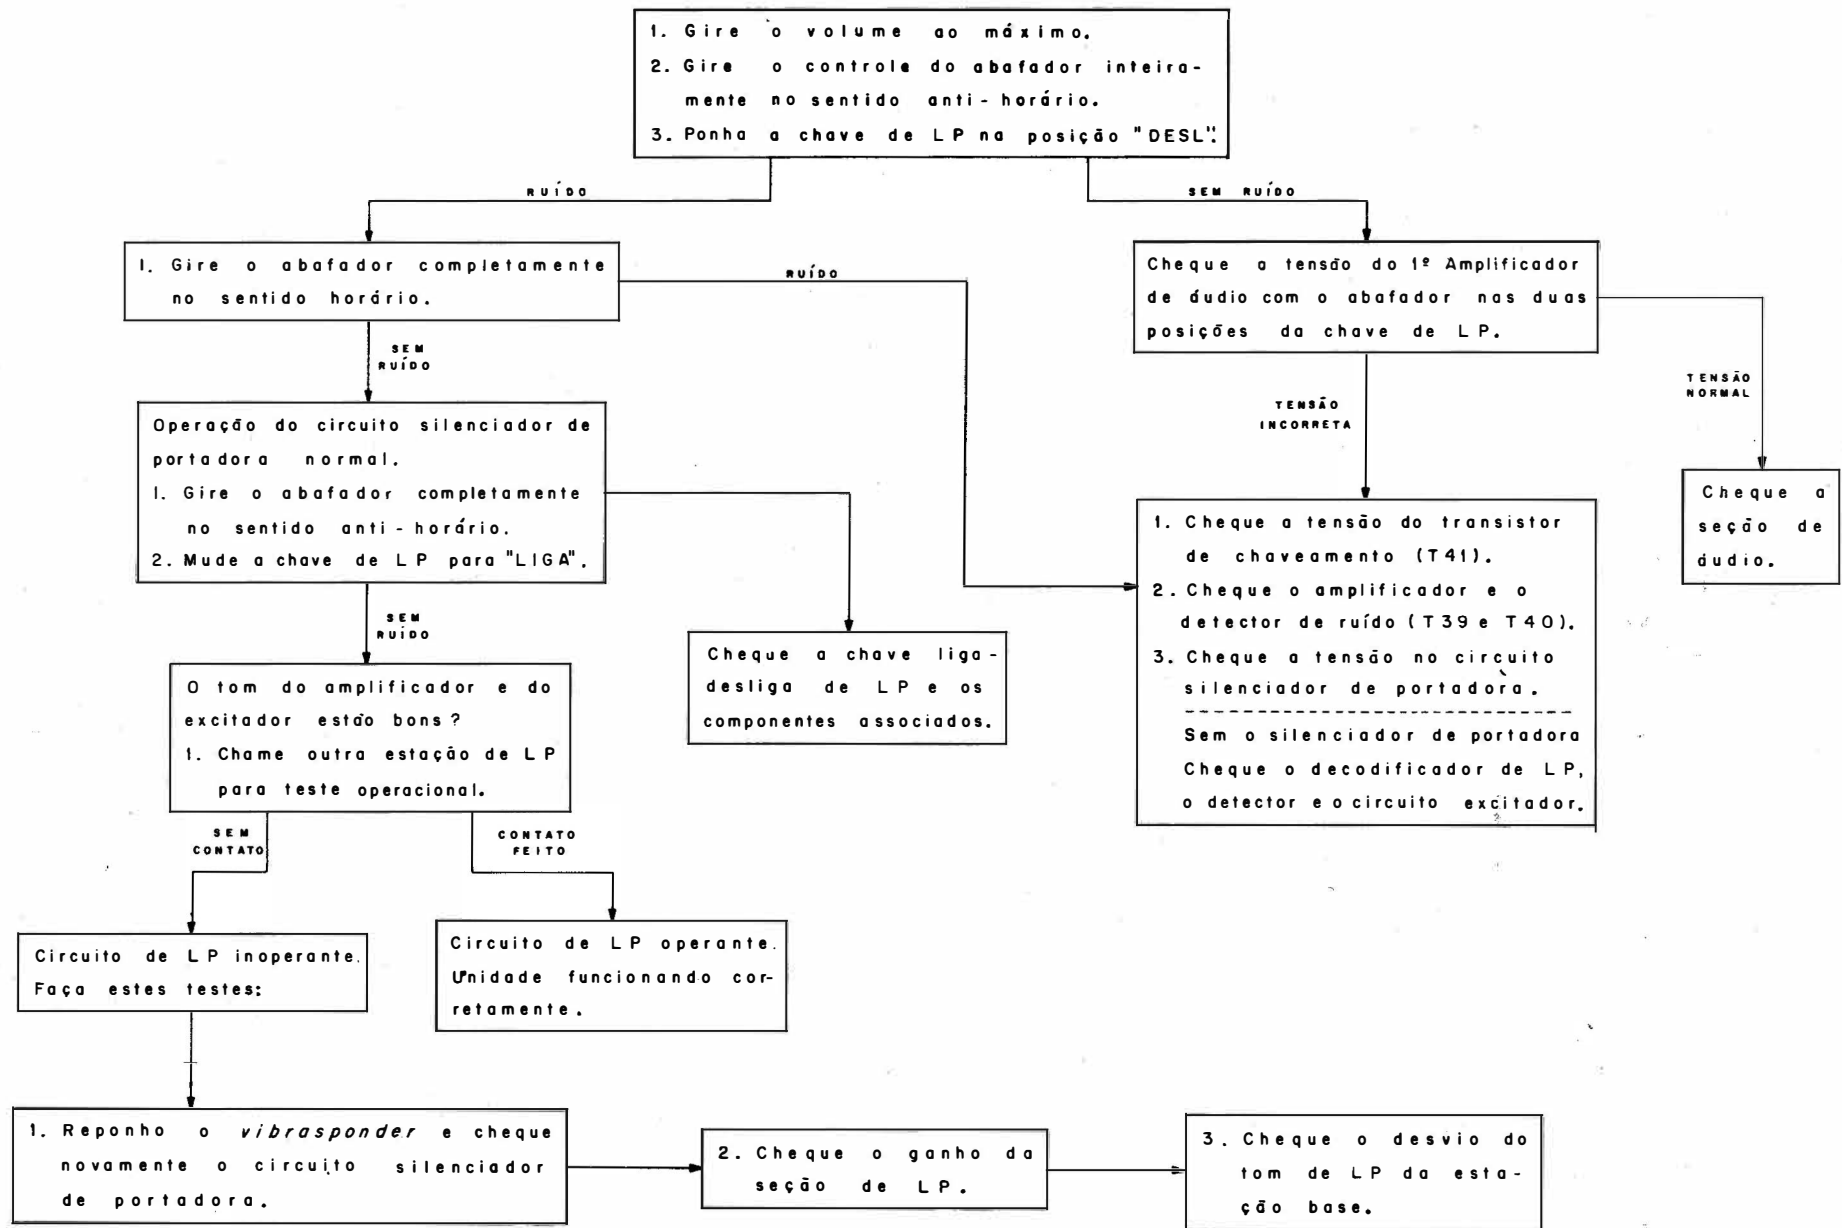 1. Gire o volume ao máximo.
2. Gire o controle do abafador inteira-
mente no sentido anti-horário.
3. Ponha a chave de LP na posição "DESL".
RUÍDO
SEM RUÍDO
1. Gire o abafador completamente
no sentido horário.
RUÍDO
Cheque a tensão do 1º Amplificador
de áudio com o abafador nas duas
posições da chave de LP.
SEM
RUÍDO
TENSÃO
INCORRETA
TENSÃO
NORMAL
Operação do circuito silenciador de
portadora normal.
1. Gire o abafador completamente
no sentido anti-horário.
2. Mude a chave de LP para "LIGA".
Cheque a
seção de
áudio.
1. Cheque a tensão do transistor
de chaveamento (T41).
2. Cheque o amplificador e o
detector de ruído (T39 e T40).
3. Cheque a tensão no circuito
silenciador de portadora.
Sem o silenciador de portadora
Cheque o decodificador de LP,
o detector e o circuito excitador.
SEM
RUÍDO
Cheque a chave liga-
desliga de LP e os
componentes associados.
O tom do amplificador e do
excitador estão bons?
1. Chame outra estação de LP
para teste operacional.
SEM
CONTATO
CONTATO
FEITO
Circuito de LP inoperante.
Faça estes testes:
Circuito de LP operante.
Unidade funcionando cor-
retamente.
1. Reponho o vibrasponder e cheque
novamente o circuito silenciador
de portadora.
2. Cheque o ganho da
seção de LP.
3. Cheque o desvio do
tom de LP da esta-
ção base.